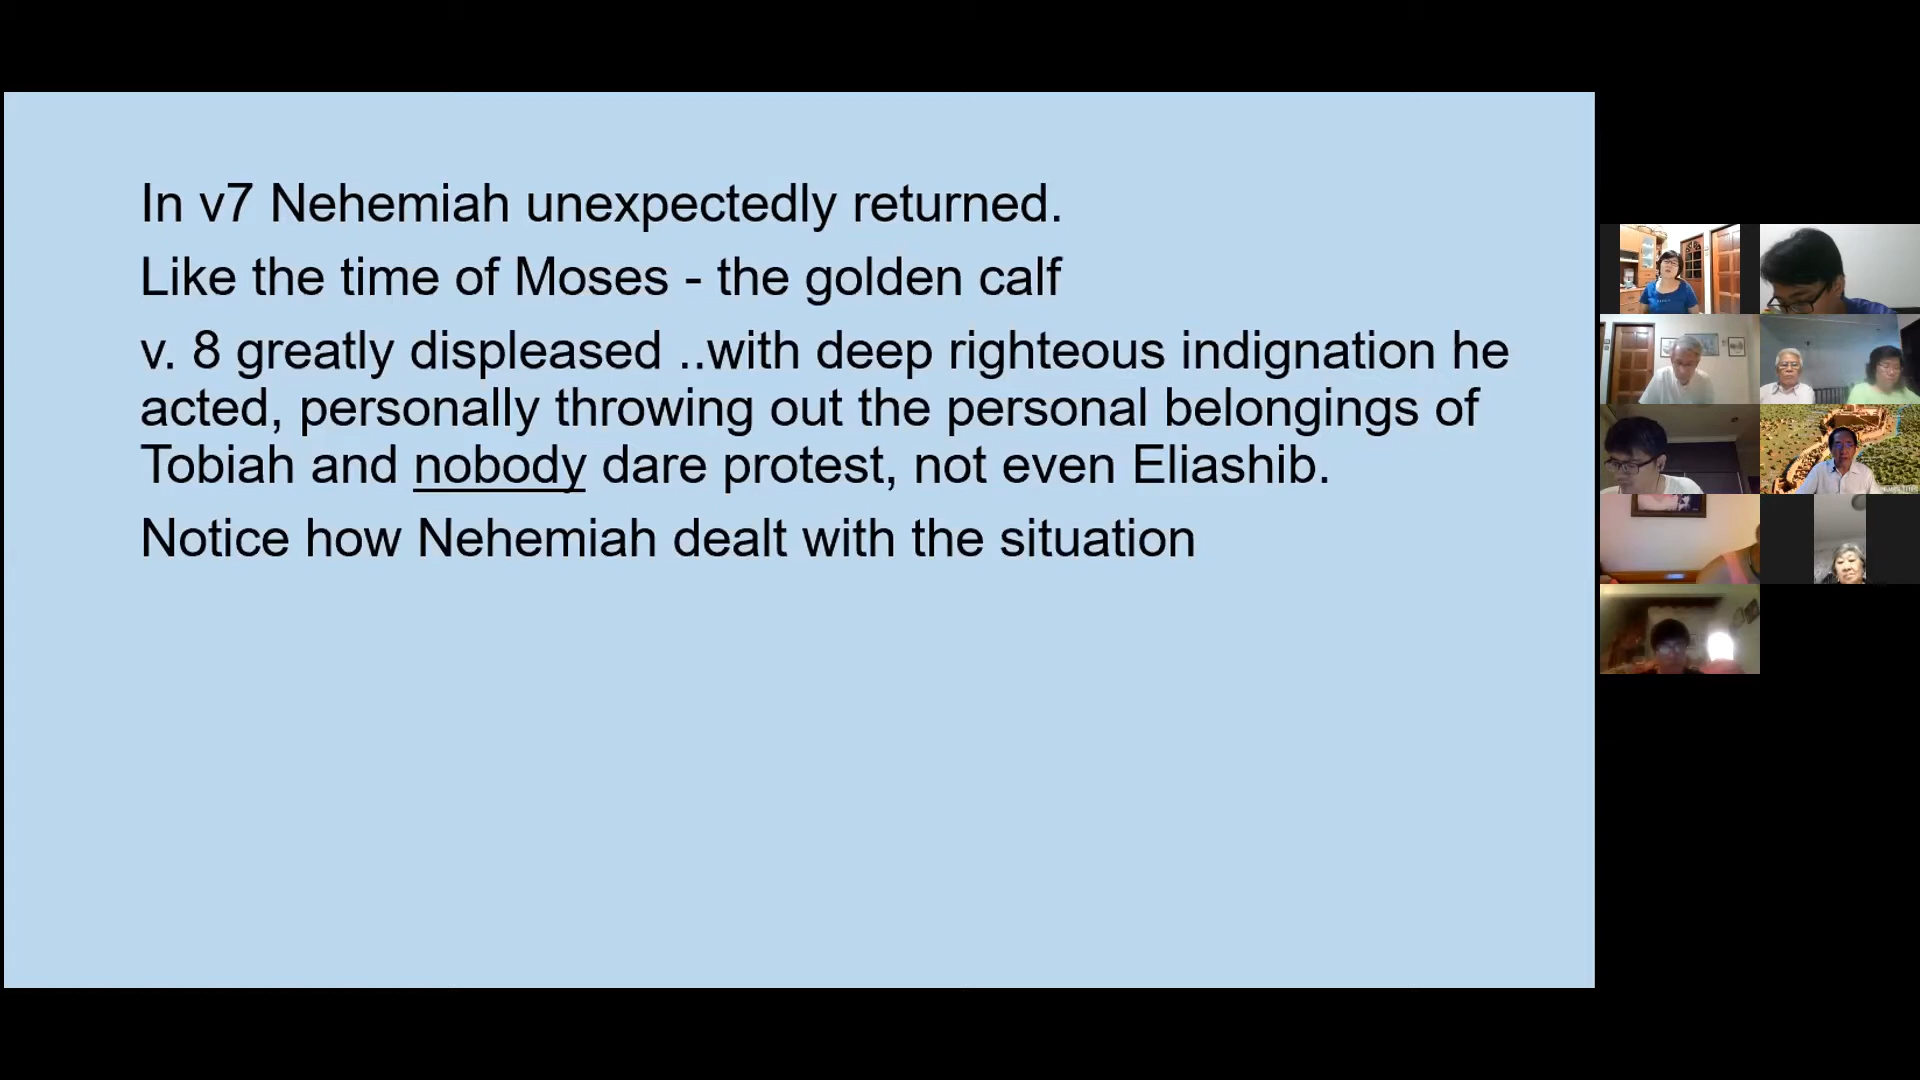 In v7 Nehemiah unexpectedly returned.
Like the time of Moses - the golden calf
v. 8 greatly displeased ..with deep righteous indignation he
acted, personally throwing out the personal belongings of
Tobiah and nobody dare protest, not even Eliashib.
Notice how Nehemiah dealt with the situation